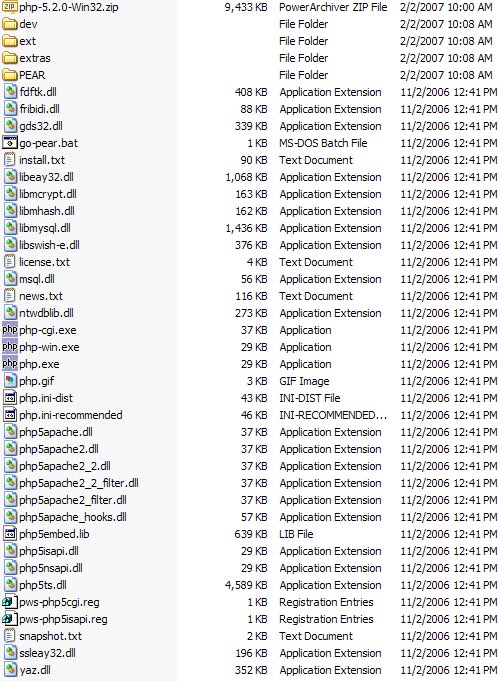 php-5.2.0-Win32.zip 9,433 KB PowerArchiver ZIP File 2/2/2007 10:00 AM
dev File Folder 2/2/2007 10:08 AM
ext File Folder 2/2/2007 10:08 AM
extras File Folder 2/2/2007 10:08 AM
PEAR File Folder 2/2/2007 10:08 AM
fdftk.dll 408 KB Application Extension 11/2/2006 12:41 PM
fribidi.dll 88 KB Application Extension 11/2/2006 12:41 PM
gds32.dll 339 KB Application Extension 11/2/2006 12:41 PM
go-pear.bat 1 KB MS-DOS Batch File 11/2/2006 12:41 PM
install.txt 90 KB Text Document 11/2/2006 12:41 PM
libeay32.dll 1,068 KB Application Extension 11/2/2006 12:41 PM
libmcrypt.dll 163 KB Application Extension 11/2/2006 12:41 PM
libmhash.dll 162 KB Application Extension 11/2/2006 12:41 PM
libmysql.dll 1,436 KB Application Extension 11/2/2006 12:41 PM
libswish-e.dll 376 KB Application Extension 11/2/2006 12:41 PM
license.txt 4 KB Text Document 11/2/2006 12:41 PM
msql.dll 56 KB Application Extension 11/2/2006 12:41 PM
news.txt 116 KB Text Document 11/2/2006 12:41 PM
ntwdblib.dll 273 KB Application Extension 11/2/2006 12:41 PM
php php-cgi.exe 37 KB Application 11/2/2006 12:41 PM
php php-win.exe 29 KB Application 11/2/2006 12:41 PM
php php.exe 29 KB Application 11/2/2006 12:41 PM
php.gif 3 KB GIF Image 11/2/2006 12:41 PM
php.ini-dist 43 KB INI-DIST File 11/2/2006 12:41 PM
php.ini-recommended 46 KB INI-RECOMMENDED... 11/2/2006 12:41 PM
php5apache.dll 37 KB Application Extension 11/2/2006 12:41 PM
php5apache2.dll 37 KB Application Extension 11/2/2006 12:41 PM
php5apache2_2.dll 37 KB Application Extension 11/2/2006 12:41 PM
php5apache2_2_filter.dll 37 KB Application Extension 11/2/2006 12:41 PM
php5apache2_filter.dll 37 KB Application Extension 11/2/2006 12:41 PM
php5apache_hooks.dll 57 KB Application Extension 11/2/2006 12:41 PM
php5embed.lib 639 KB LIB File 11/2/2006 12:41 PM
php5isapi.dll 29 KB Application Extension 11/2/2006 12:41 PM
php5nsapi.dll 29 KB Application Extension 11/2/2006 12:41 PM
php5ts.dll 4,589 KB Application Extension 11/2/2006 12:41 PM
pws-php5cgi.reg 1 KB Registration Entries 11/2/2006 12:41 PM
pws-php5isapi.reg 1 KB Registration Entries 11/2/2006 12:41 PM
snapshot.txt 2 KB Text Document 11/2/2006 12:41 PM
ssleay32.dll 196 KB Application Extension 11/2/2006 12:41 PM
yaz.dll 352 KB Application Extension 11/2/2006 12:41 PM